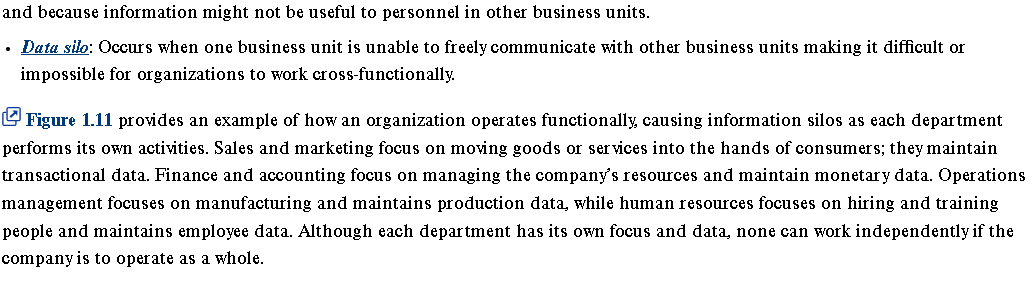 and because information might not be useful to personnel in other business units.
• Data silo: Occurs when one business unit is unable to freely communicate with other business units making it difficult or
impossible for organizations to work cross-functionally.
Figure 1.11 provides an example of how an organization operates functionally, causing information silos as each department
performs its own activities. Sales and marketing focus on moving goods or services into the hands of consumers; they maintain
transactional data. Finance and accounting focus on managing the company's resources and maintain monetary data. Operations
management focuses on manufacturing and maintains production data, while human resources focuses on hiring and training
people and maintains employee data. Although each department has its own focus and data, none can work independently if the
company is to operate as a whole.